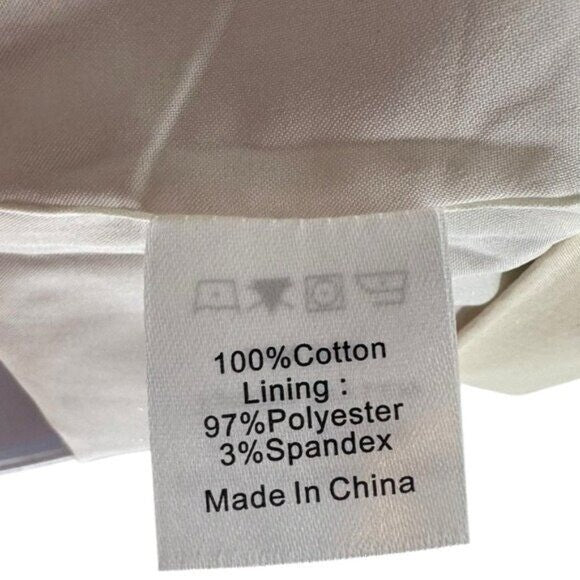 100%Cotton
Lining :
97%Polyester
3%Spandex
Made In China